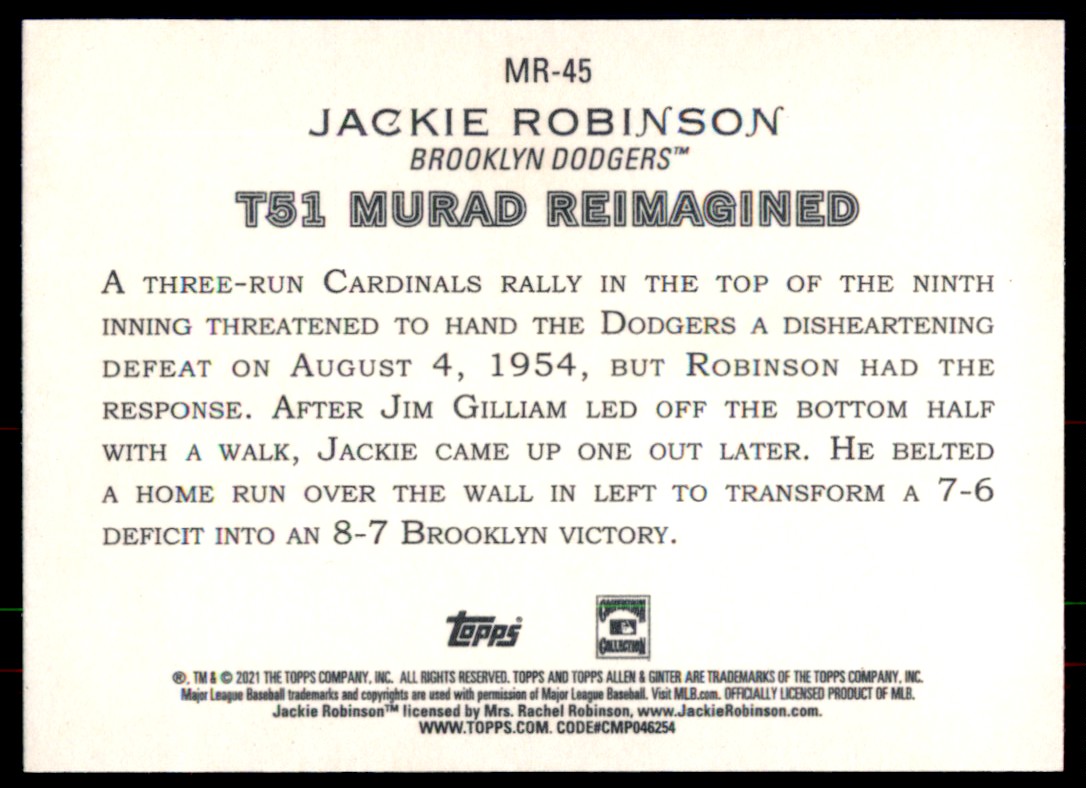 MR-45
JACKIE ROBINSON
BROOKLYN DODGERS™
T51 MURAD REIMAGINED
A THREE-RUN CARDINALS RALLY IN THE TOP OF THE NINTH
INNING THREATENED TO HAND THE DODGERS A DISHEARTENING
DEFEAT ON AUGUST 4, 1954, BUT ROBINSON HAD THE
RESPONSE. AFTER JIM GILLIAM LED OFF THE BOTTOM HALF
WITH A WALK, JACKIE CAME UP ONE OUT LATER. HE BELTED
A HOME RUN OVER THE WALL IN LEFT TO TRANSFORM A 7-6
DEFICIT INTO AN 8-7 BROOKLYN VICTORY.
topps
COLLECTION
®, TM & © 2021 THE TOPPS COMPANY, INC. ALL RIGHTS RESERVED. TOPPS AND TOPPS ALLEN & GINTER ARE TRADEMARKS OF THE TOPPS COMPANY, INC.
Major League Baseball trademarks and copyrights are used with permission of Major League Baseball. Visit MLB.com. OFFICIALLY LICENSED PRODUCT OF MLB.
Jackie Robinson™ licensed by Mrs. Rachel Robinson, www.JackieRobinson.com.
WWW.TOPPS.COM. CODE#CMP046254